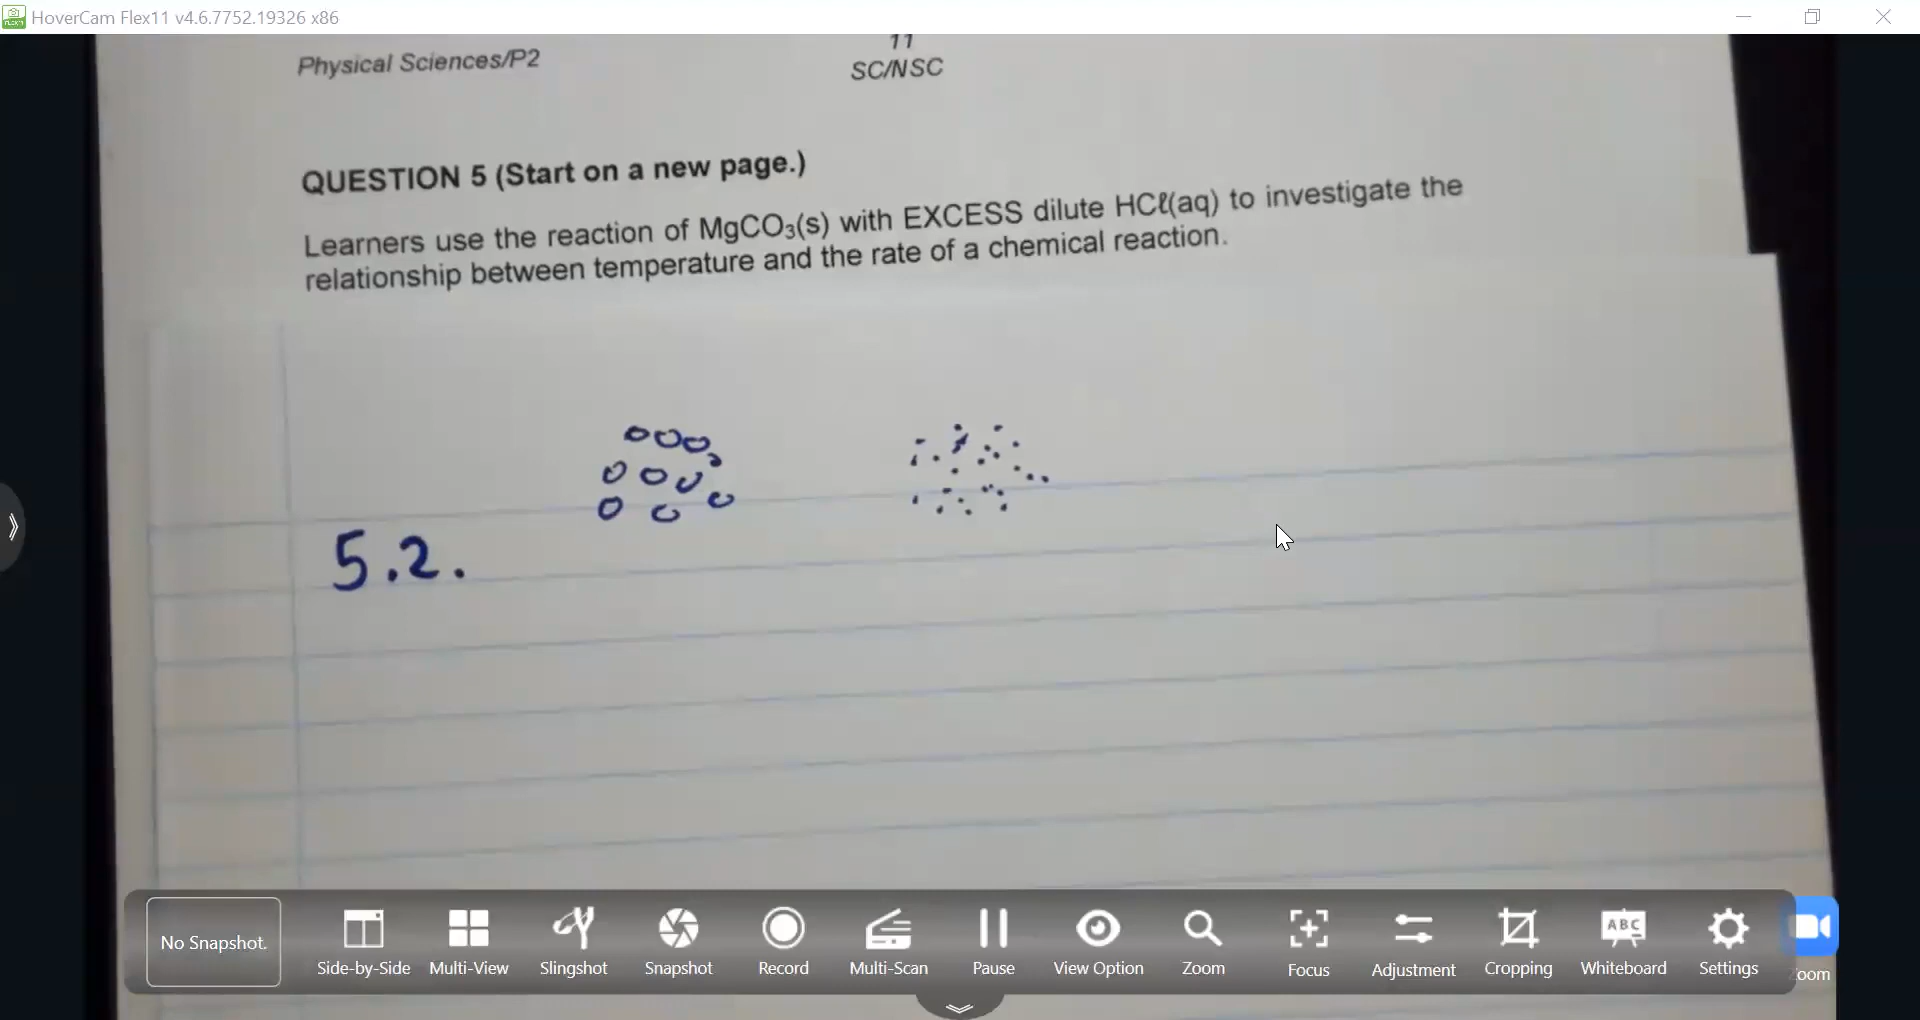 HoverCam Flex11 v4.6.7752.19326 x86
11
Physical Sciences/P2
SC/NSC
QUESTION 5 (Start on a new page.)
Learners use the reaction of MgCO₃(s) with EXCESS dilute HCℓ(aq) to investigate the
relationship between temperature and the rate of a chemical reaction.
5.2.
No Snapshot.
Side-by-Side
Multi-View
Slingshot
Snapshot
Record
Multi-Scan
Pause
View Option
Zoom
Focus
Adjustment
Cropping
ABC
Whiteboard
Settings
oom